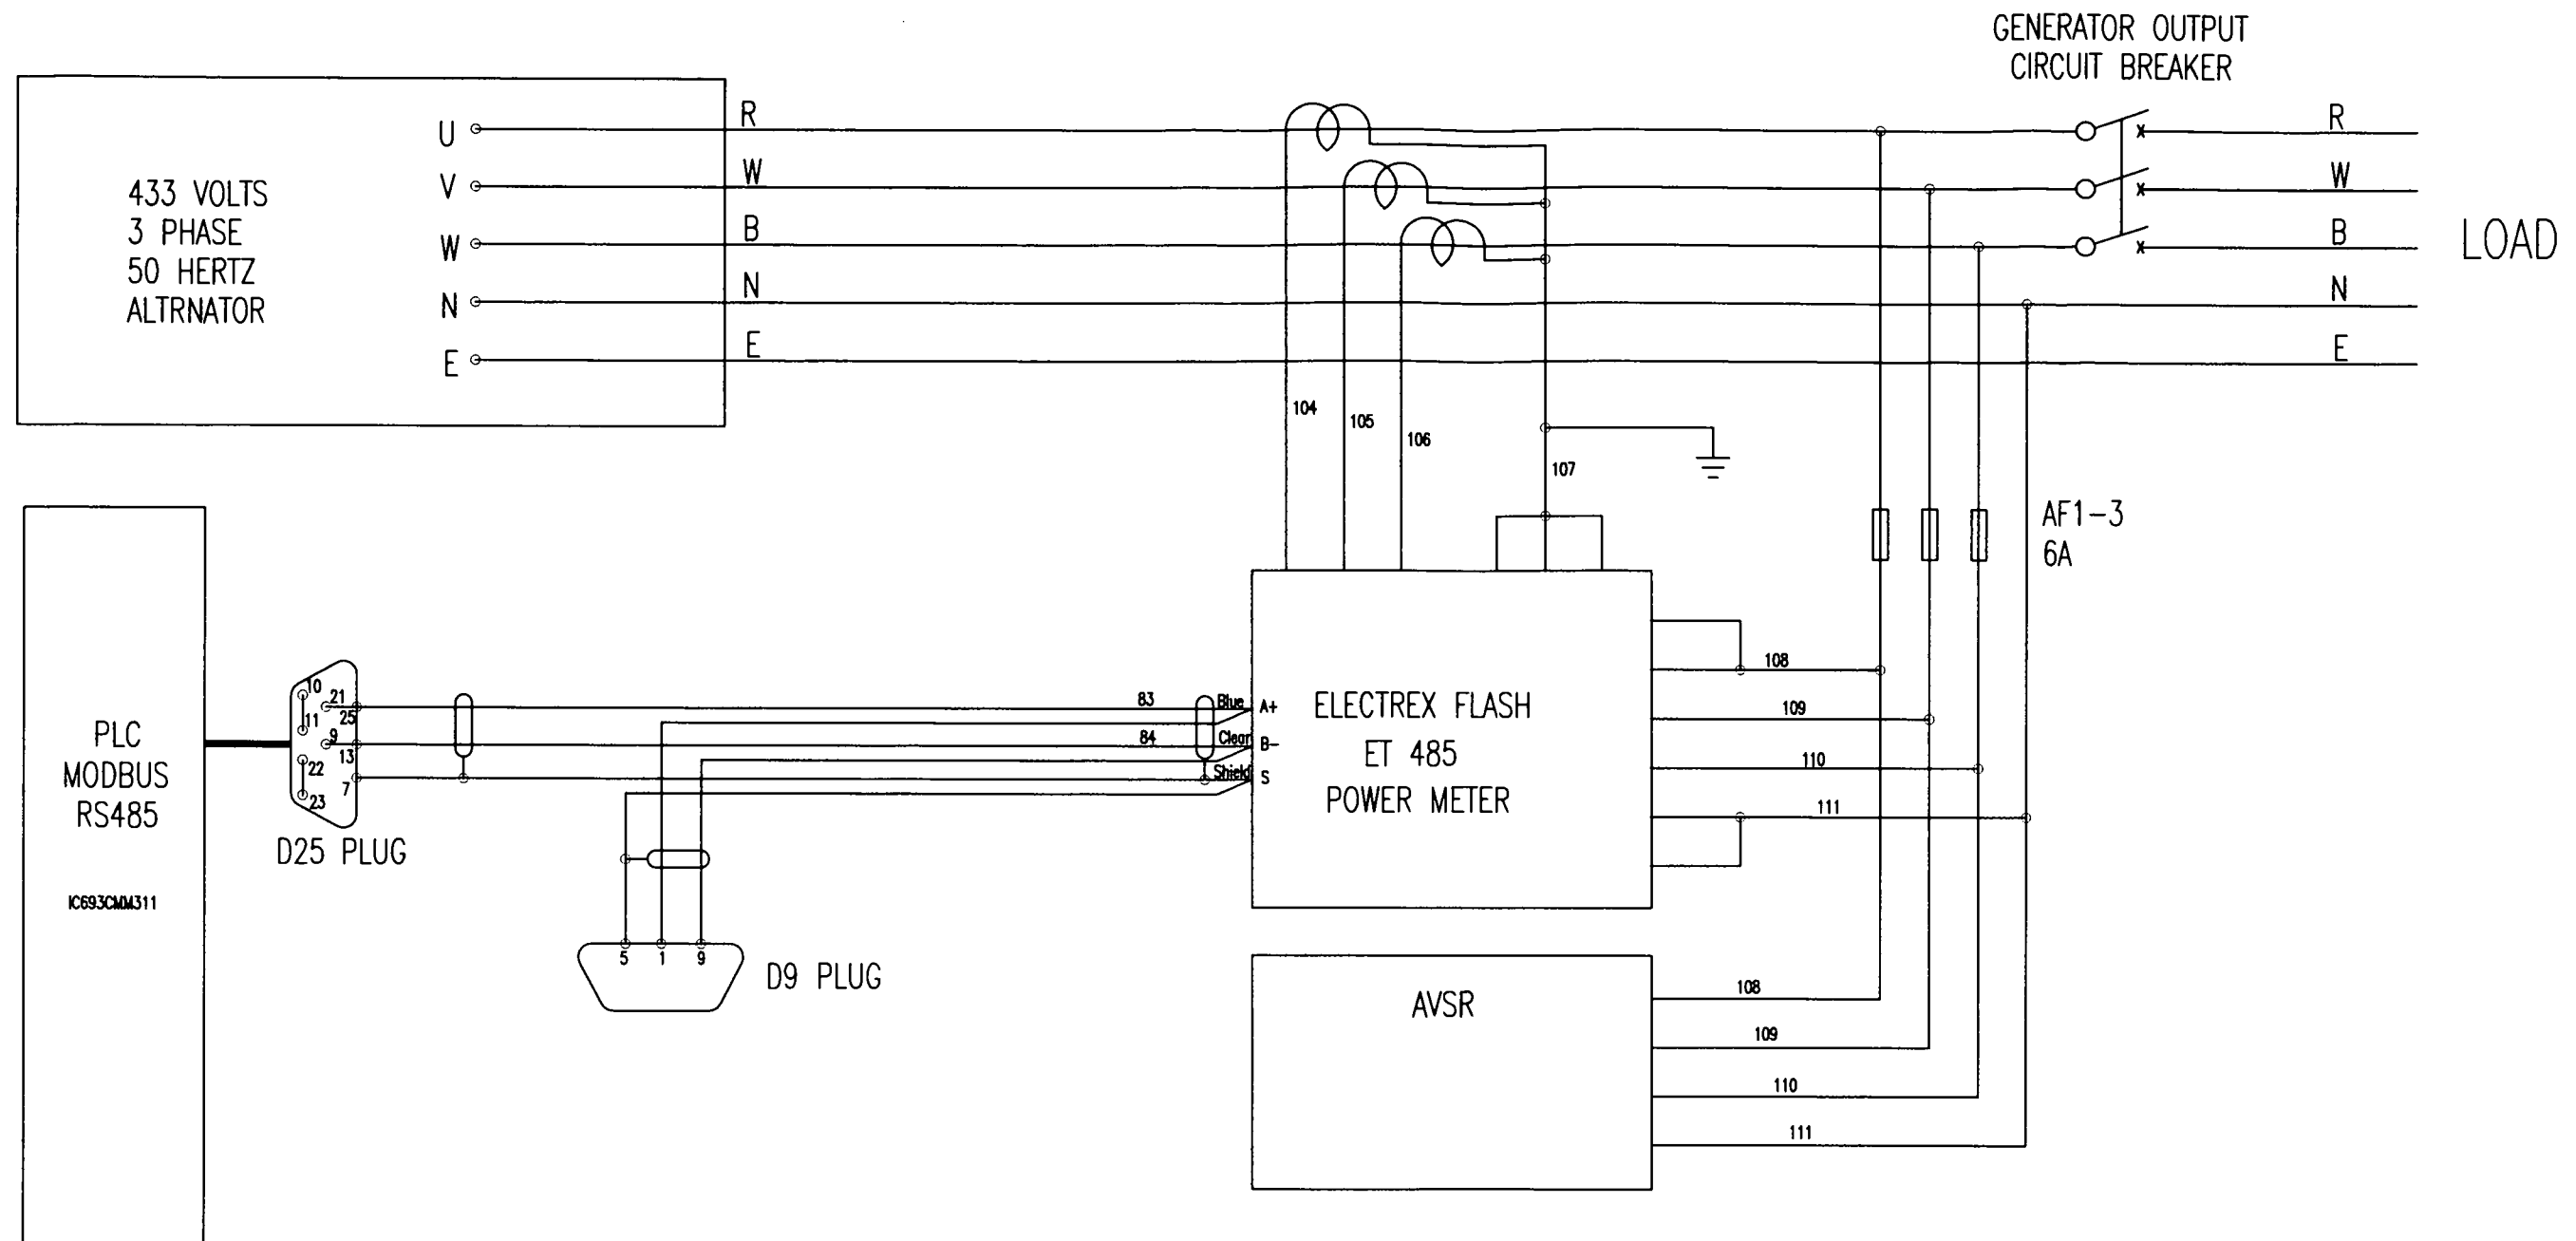 GENERATOR OUTPUT
CIRCUIT BREAKER
433 VOLTS
3 PHASE
50 HERTZ
ALTRNATOR
U
V
W
N
E
R
W
B
N
E
R
W
B
N
E
LOAD
104
105
106
107
AF1-3
6A
PLC
MODBUS
RS485
IC693CMM311
10
11
21
25
9
13
22
23
7
D25 PLUG
83
Blue
A+
84
Clear
B-
Shield
S
5 1 9
D9 PLUG
ELECTREX FLASH
ET 485
POWER METER
108
109
110
111
AVSR
108
109
110
111